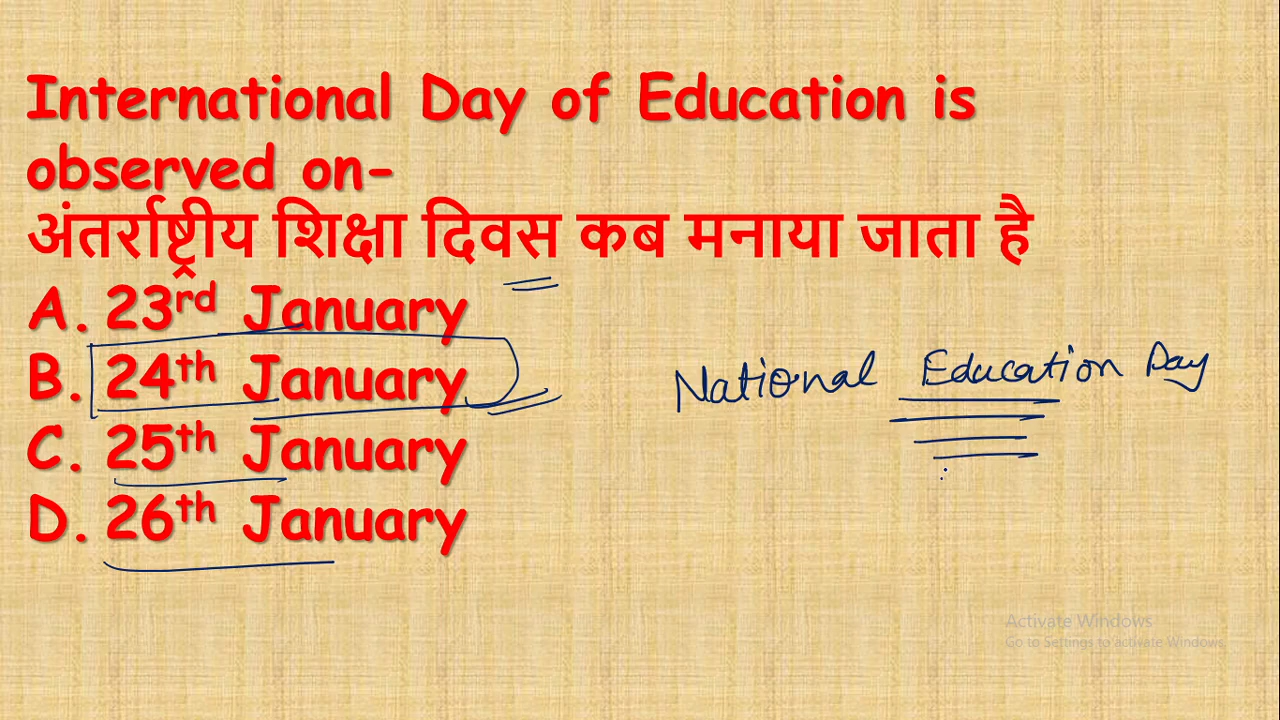 International Day of Education is
observed on-
अंतर्राष्ट्रीय शिक्षा दिवस कब मनाया जाता है
A. 23rd January
B. 24th January
C. 25th January
D. 26th January
National Education Day
Activate Windows
Go to Settings to activate Windows.